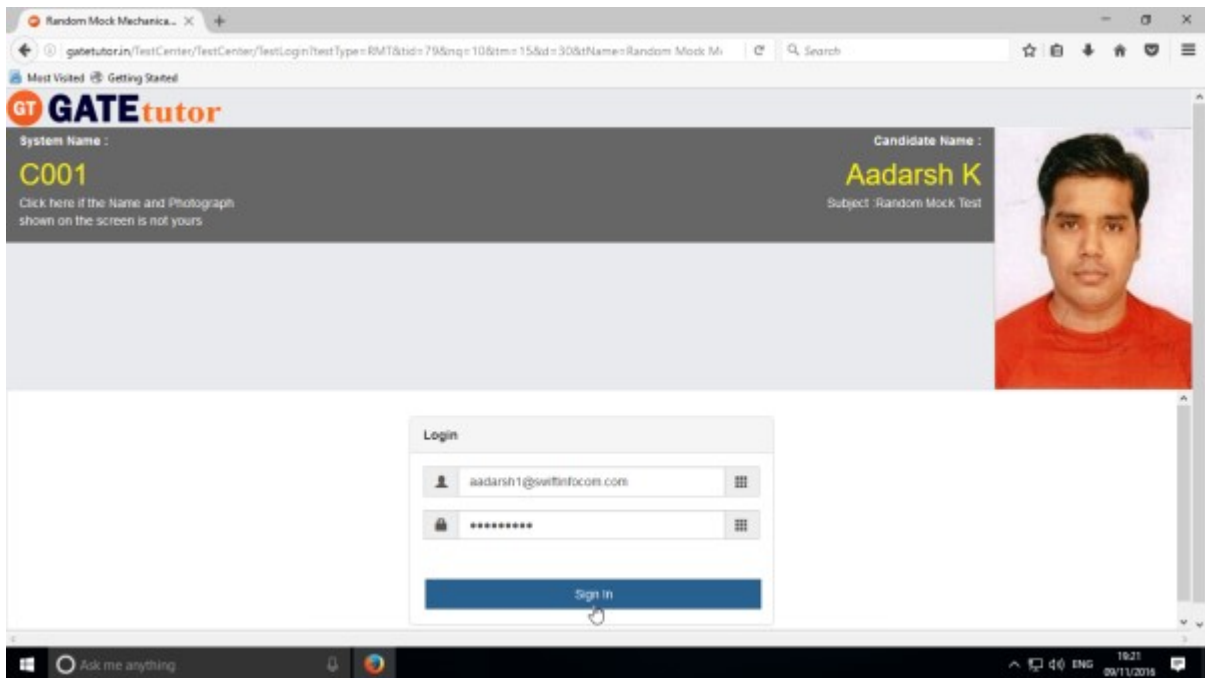 Random Mock Mechanica...
gatetutor.in/TestCenter/TestCenter/TestLogin?testType=RMT&tid=79&nq=10&tm=15&d=30&tName=Random Mock M
Search
Most Visited Getting Started
GT GATEtutor
System Name :
Candidate Name :
C001
Aadarsh K
Click here if the Name and Photograph
Subject :Random Mock Test
shown on the screen is not yours
Login
aadarsh1@swiftinfocom.com
Sign In
Ask me anything
ENG
19:21
09/11/2016